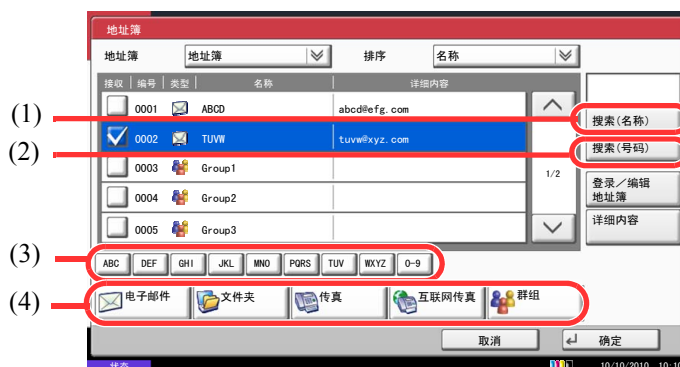 地址簿
地址簿 地址簿 排序 名称
接收 编号 类型 名称 详细内容
(1) 0001 ABCD abcd@efg.com 搜索(名称)
(2) 0002 TUVW tuvw@xyz.com 搜索(号码)
0003 Group1 1/2
0004 Group2 登录／编辑
地址簿
0005 Group3 详细内容
(3) ABC DEF GHI JKL MNO PQRS TUV WXYZ 0-9
(4) 电子邮件 文件夹 传真 互联网传真 群组
取消 确定
状态 10/10/2010 10:10